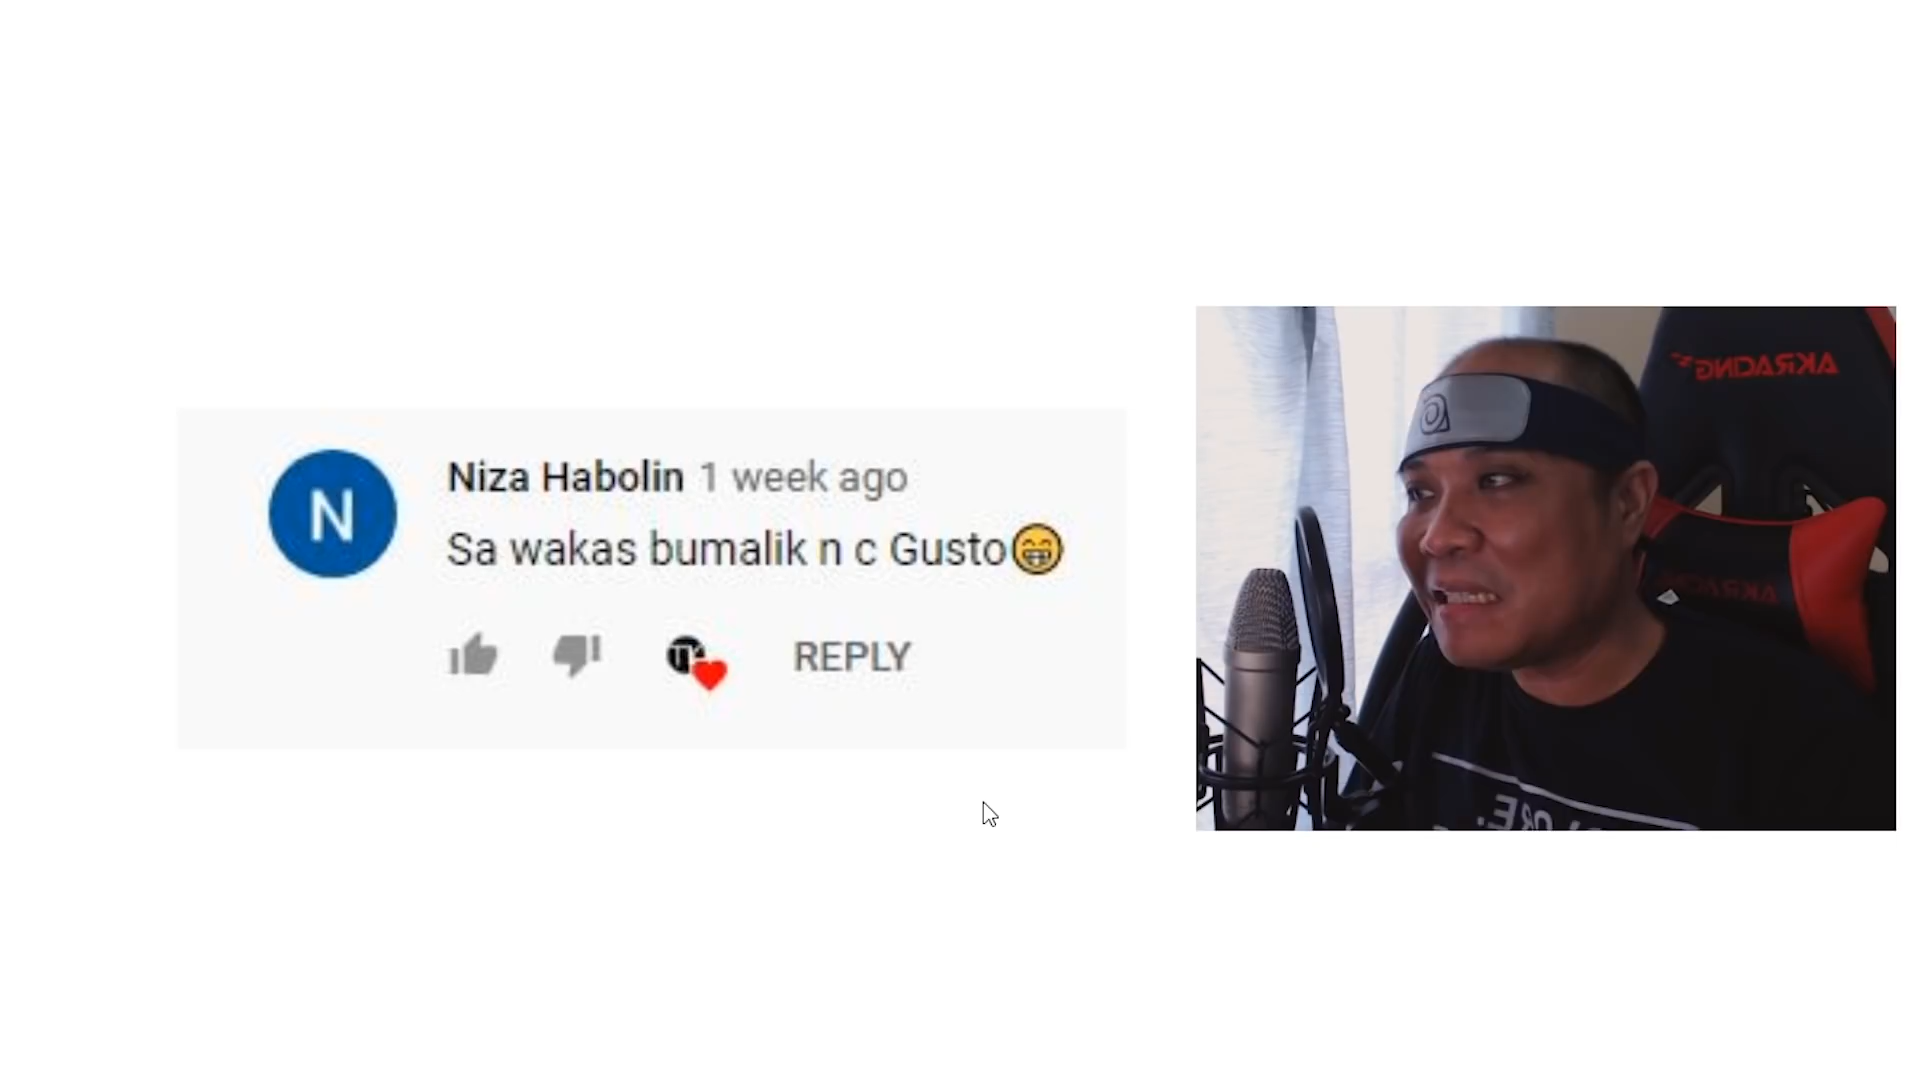 N
Niza Habolin 1 week ago
Sa wakas bumalik n c Gusto😁
REPLY
AKRACING
AKRACING